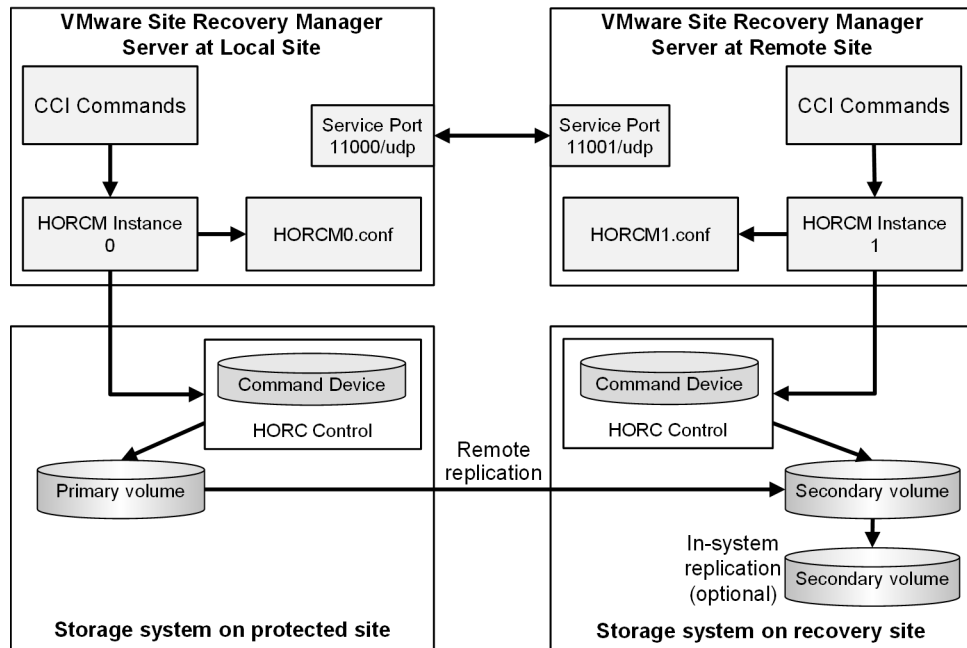 VMware Site Recovery Manager
Server at Local Site
CCI Commands
Service Port
11000/udp
HORCM Instance
0
HORCM0.conf
VMware Site Recovery Manager
Server at Remote Site
CCI Commands
Service Port
11001/udp
HORCM1.conf
HORCM Instance
1
Command Device
HORC Control
Primary volume
Storage system on protected site
Remote
replication
Command Device
HORC Control
Secondary volume
In-system
replication
(optional)
Secondary volume
Storage system on recovery site